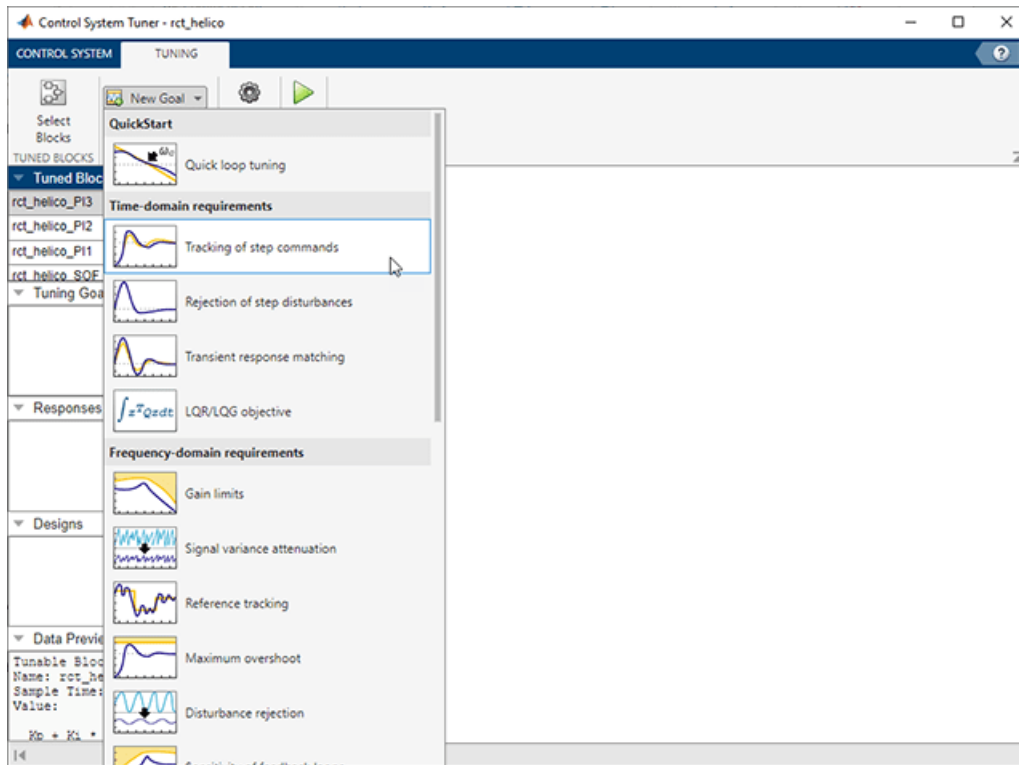 Control System Tuner - rct_helico
CONTROL SYSTEM
TUNING
?
Select
Blocks
New Goal
TUNED BLOCKS
QuickStart
ωc
Quick loop tuning
Tuned Bloc
rct_helico_PI3
rct_helico_PI2
rct_helico_PI1
rct_helico_SOF
Time-domain requirements
Tracking of step commands
Tuning Goa
Rejection of step disturbances
Transient response matching
∫zᵀQzdt LQR/LQG objective
Responses
Frequency-domain requirements
Gain limits
Designs
Signal variance attenuation
Reference tracking
Data Previe
Maximum overshoot
Tunable Bloc
Name: rct_he
Sample Time:
Value:
Kp + Ki *
Disturbance rejection